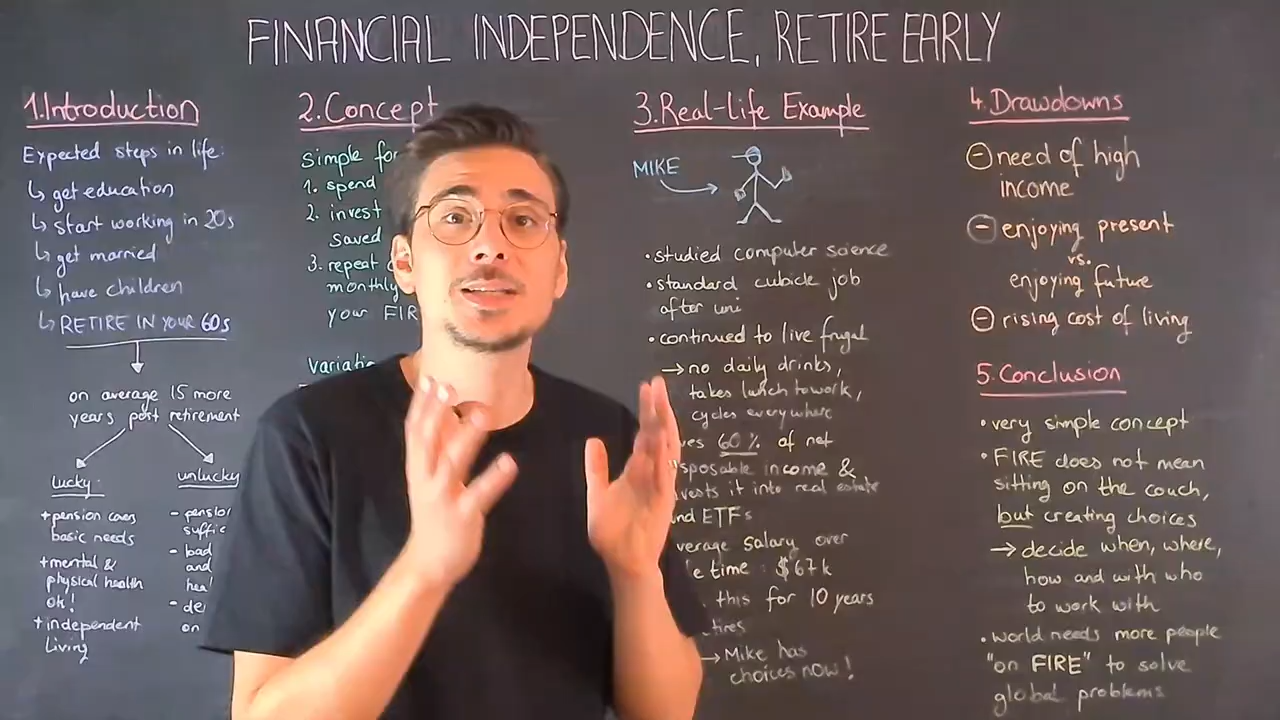 FINANCIAL INDEPENDENCE, RETIRE EARLY
1. Introduction
Expected steps in life:
↳ get education
↳ start working in 20s
↳ get married
↳ have children
↳ RETIRE IN YOUR 60s
on average 15 more
years post retirement
lucky:
+ pension covers
basic needs
+ mental &
physical health
ok!
+ independent
living
unlucky
-
suffic
- bad
and
-
on
2. Concept
Simple
1. spend
2. invest
saved
3. repeat
monthly
your FIR
3. Real-life Example
MIKE
• studied computer science
• standard cubicle job
after uni
• continued to live frugal
→ no daily drinks,
takes lunch to work,
cycles everywhere
60% of net
income &
it into real estate
ETFs
salary over
time: $67k
this for 10 years
→ Mike has
choices now!
4. Drawdowns
⊖ need of high
income
⊖ enjoying present
vs.
enjoying future
⊖ rising cost of living
5. Conclusion
• very simple concept
• FIRE does not mean
sitting on the couch,
but creating choices
→ decide when, where,
how and with who
to work with
• world needs more people
"on FIRE" to solve
global problems